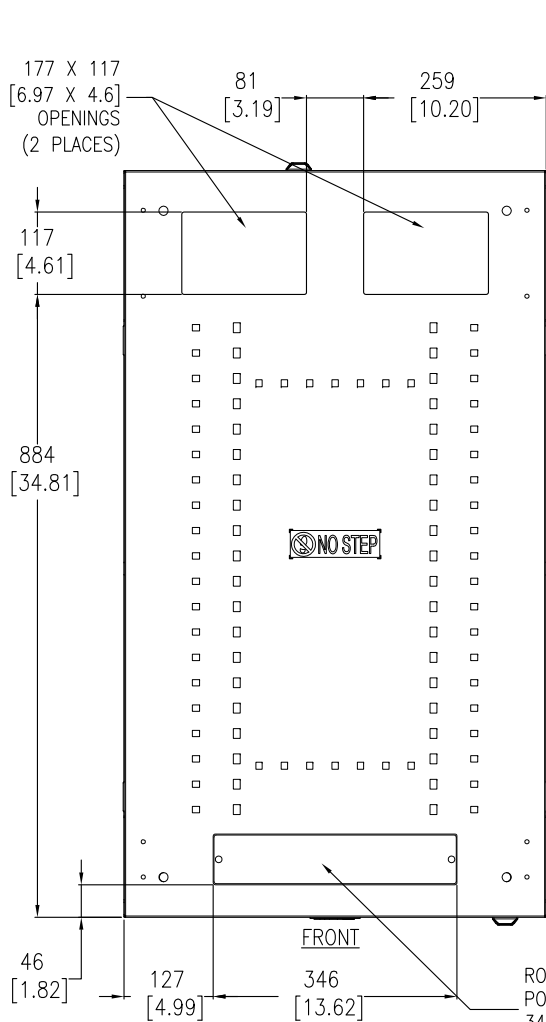 177 X 117
[6.97 X 4.6]
OPENINGS
(2 PLACES)
81
[3.19]
259
[10.20]
117
[4.61]
884
[34.81]
NO STEP
FRONT
46
[1.82]
127
[4.99]
346
[13.62]
RO
PO